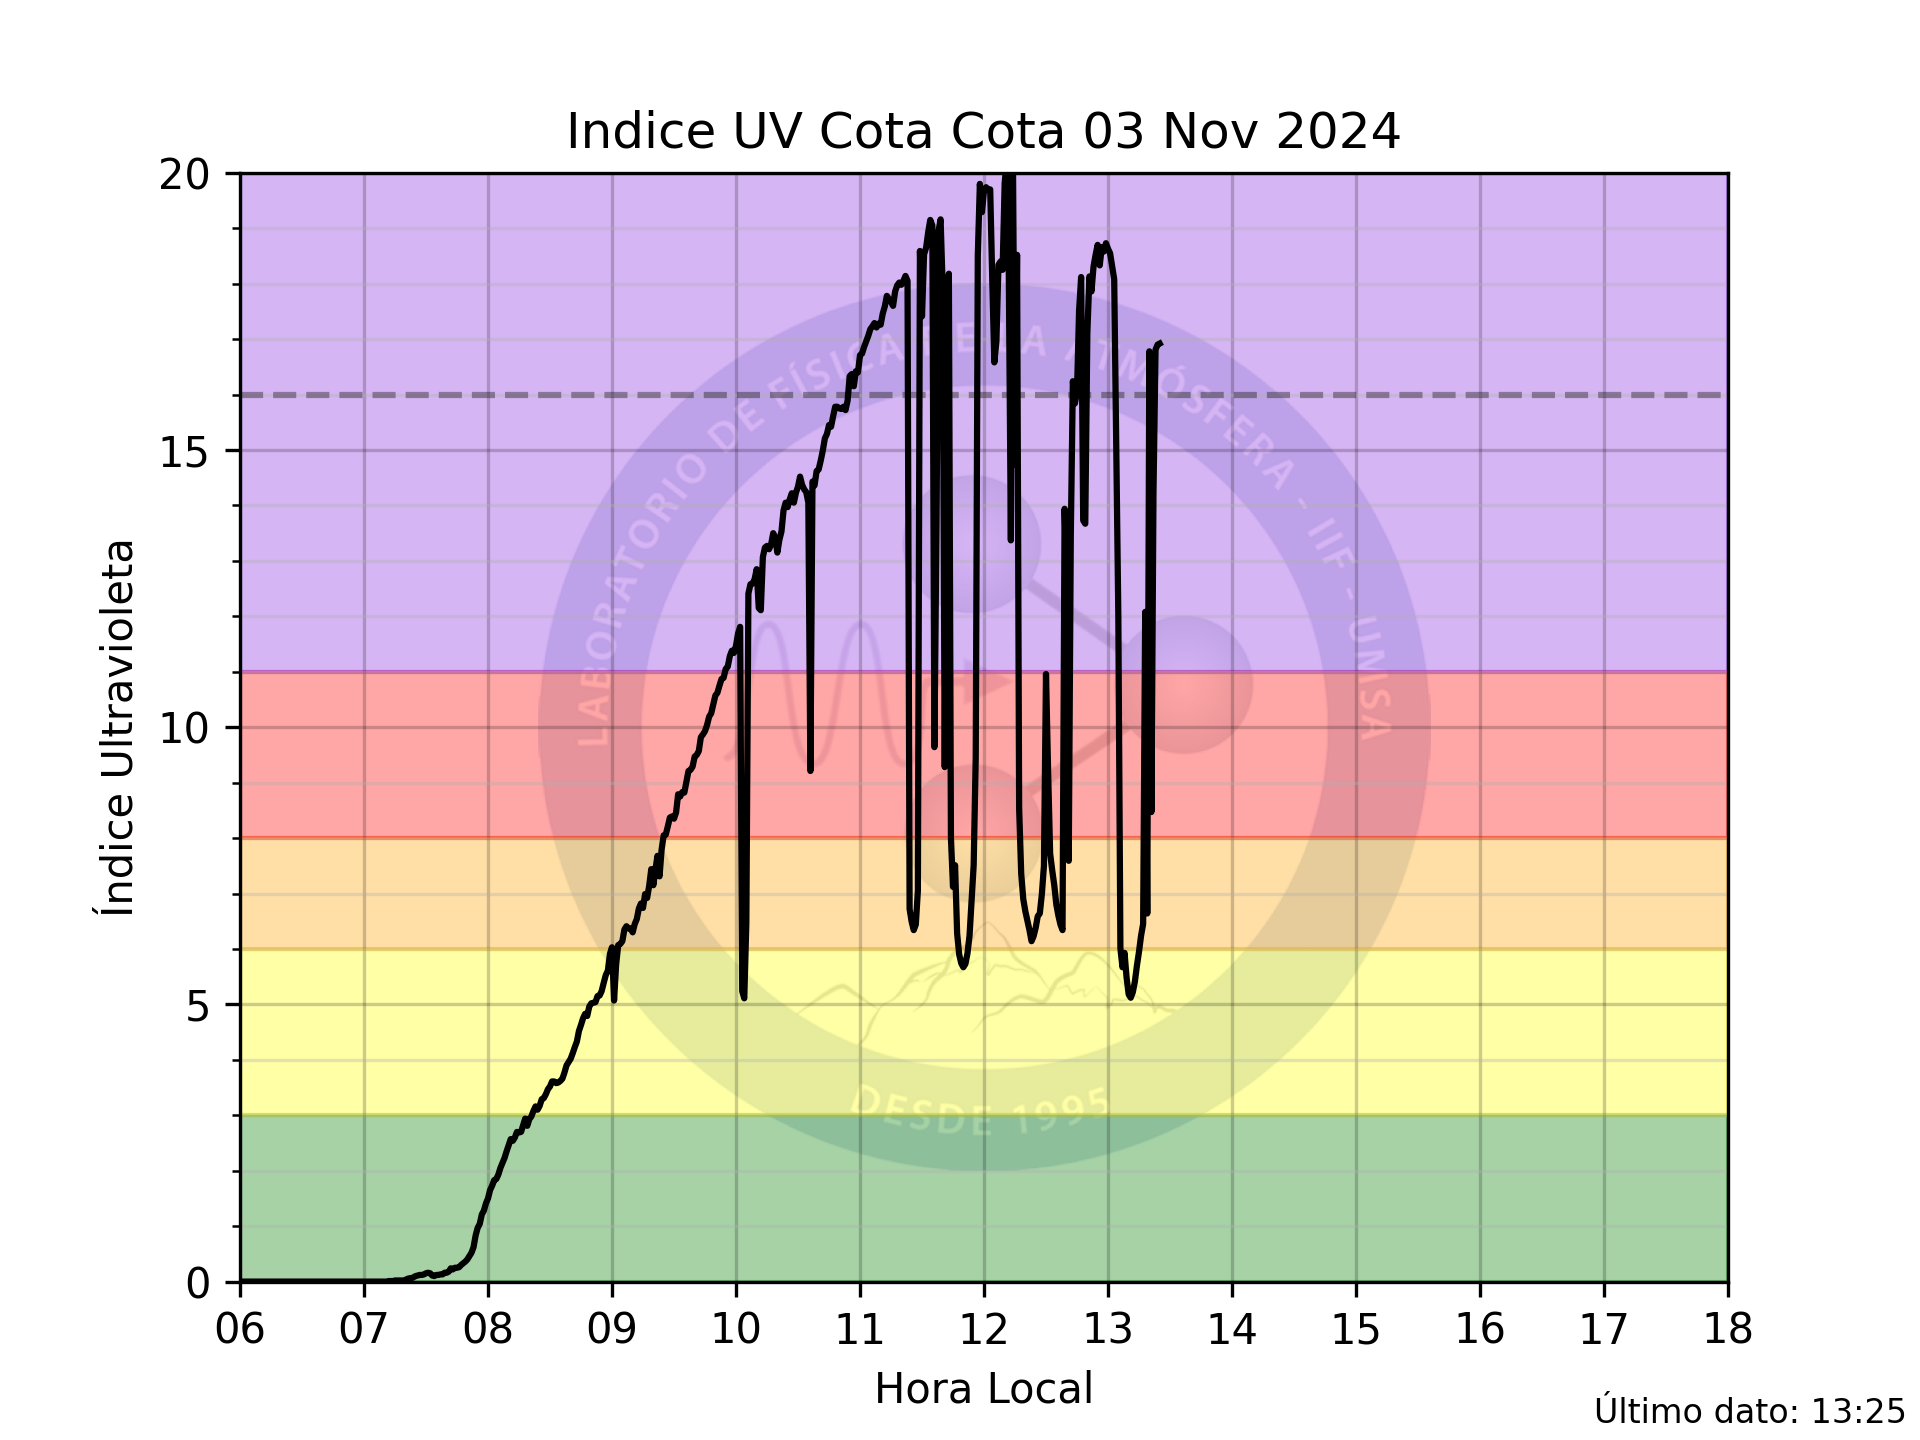 Indice UV Cota Cota 03 Nov 2024
20
15
10
5
0
Índice Ultravioleta
LABORATORIO DE FÍSICA DE LA ATMÓSFERA - IIF - UMSA
DESDE 1995
06 07 08 09 10 11 12 13 14 15 16 17 18
Hora Local
Último dato: 13:25